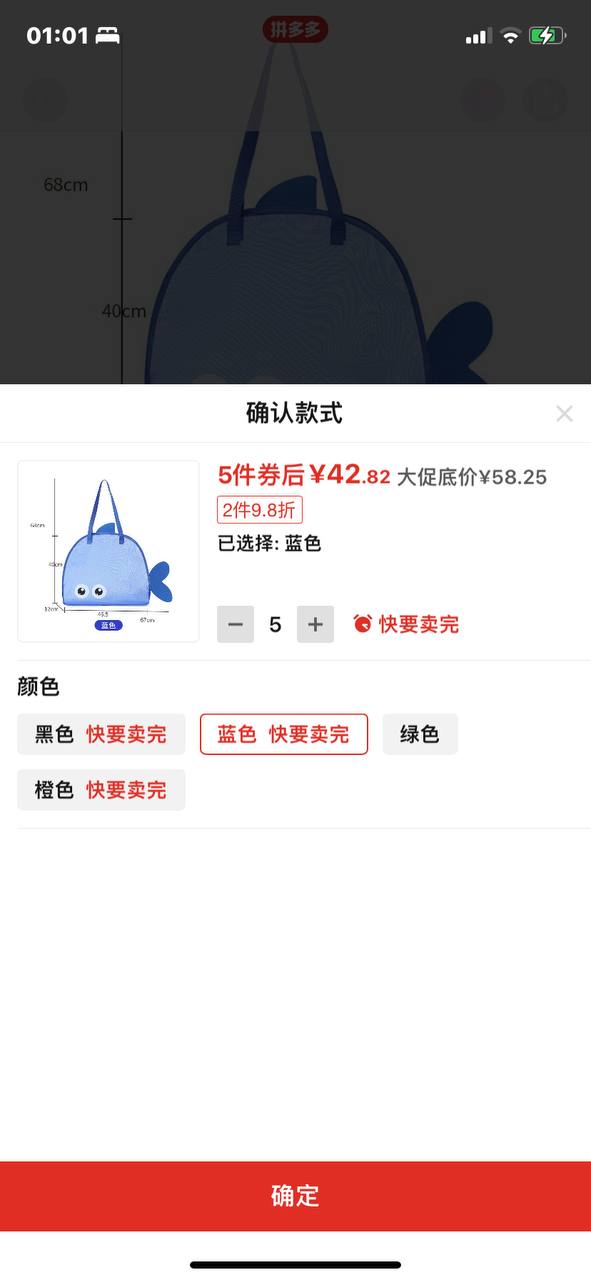 01:01
拼多多
68cm
40cm
确认款式
5件券后¥42.82 大促底价¥58.25
2件9.8折
已选择: 蓝色
68cm
40cm
67cm
蓝色
5 快要卖完
颜色
黑色 快要卖完 蓝色 快要卖完 绿色
橙色 快要卖完
确定